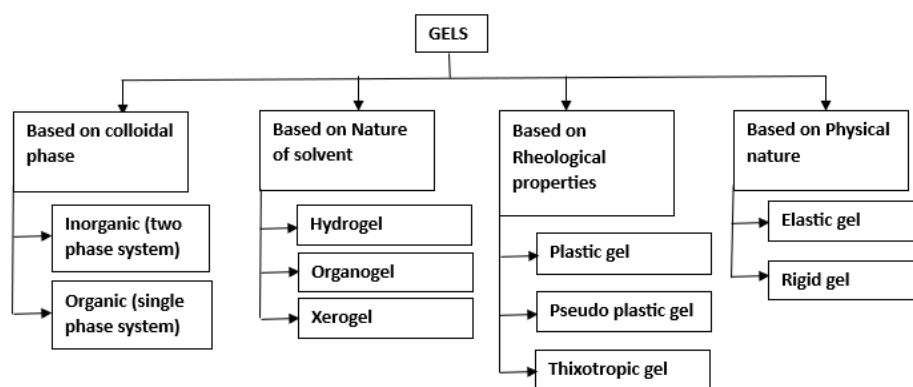 GELS
Based on colloidal
phase
Inorganic (two
phase system)
Organic (single
phase system)
Based on Nature
of solvent
Hydrogel
Organogel
Xerogel
Based on
Rheological
properties
Plastic gel
Pseudo plastic gel
Thixotropic gel
Based on Physical
nature
Elastic gel
Rigid gel